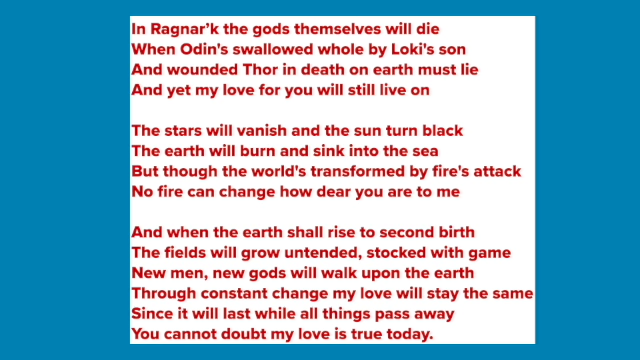 In Ragnar’k the gods themselves will die
When Odin's swallowed whole by Loki's son
And wounded Thor in death on earth must lie
And yet my love for you will still live on
The stars will vanish and the sun turn black
The earth will burn and sink into the sea
But though the world's transformed by fire's attack
No fire can change how dear you are to me
And when the earth shall rise to second birth
The fields will grow untended, stocked with game
New men, new gods will walk upon the earth
Through constant change my love will stay the same
Since it will last while all things pass away
You cannot doubt my love is true today.